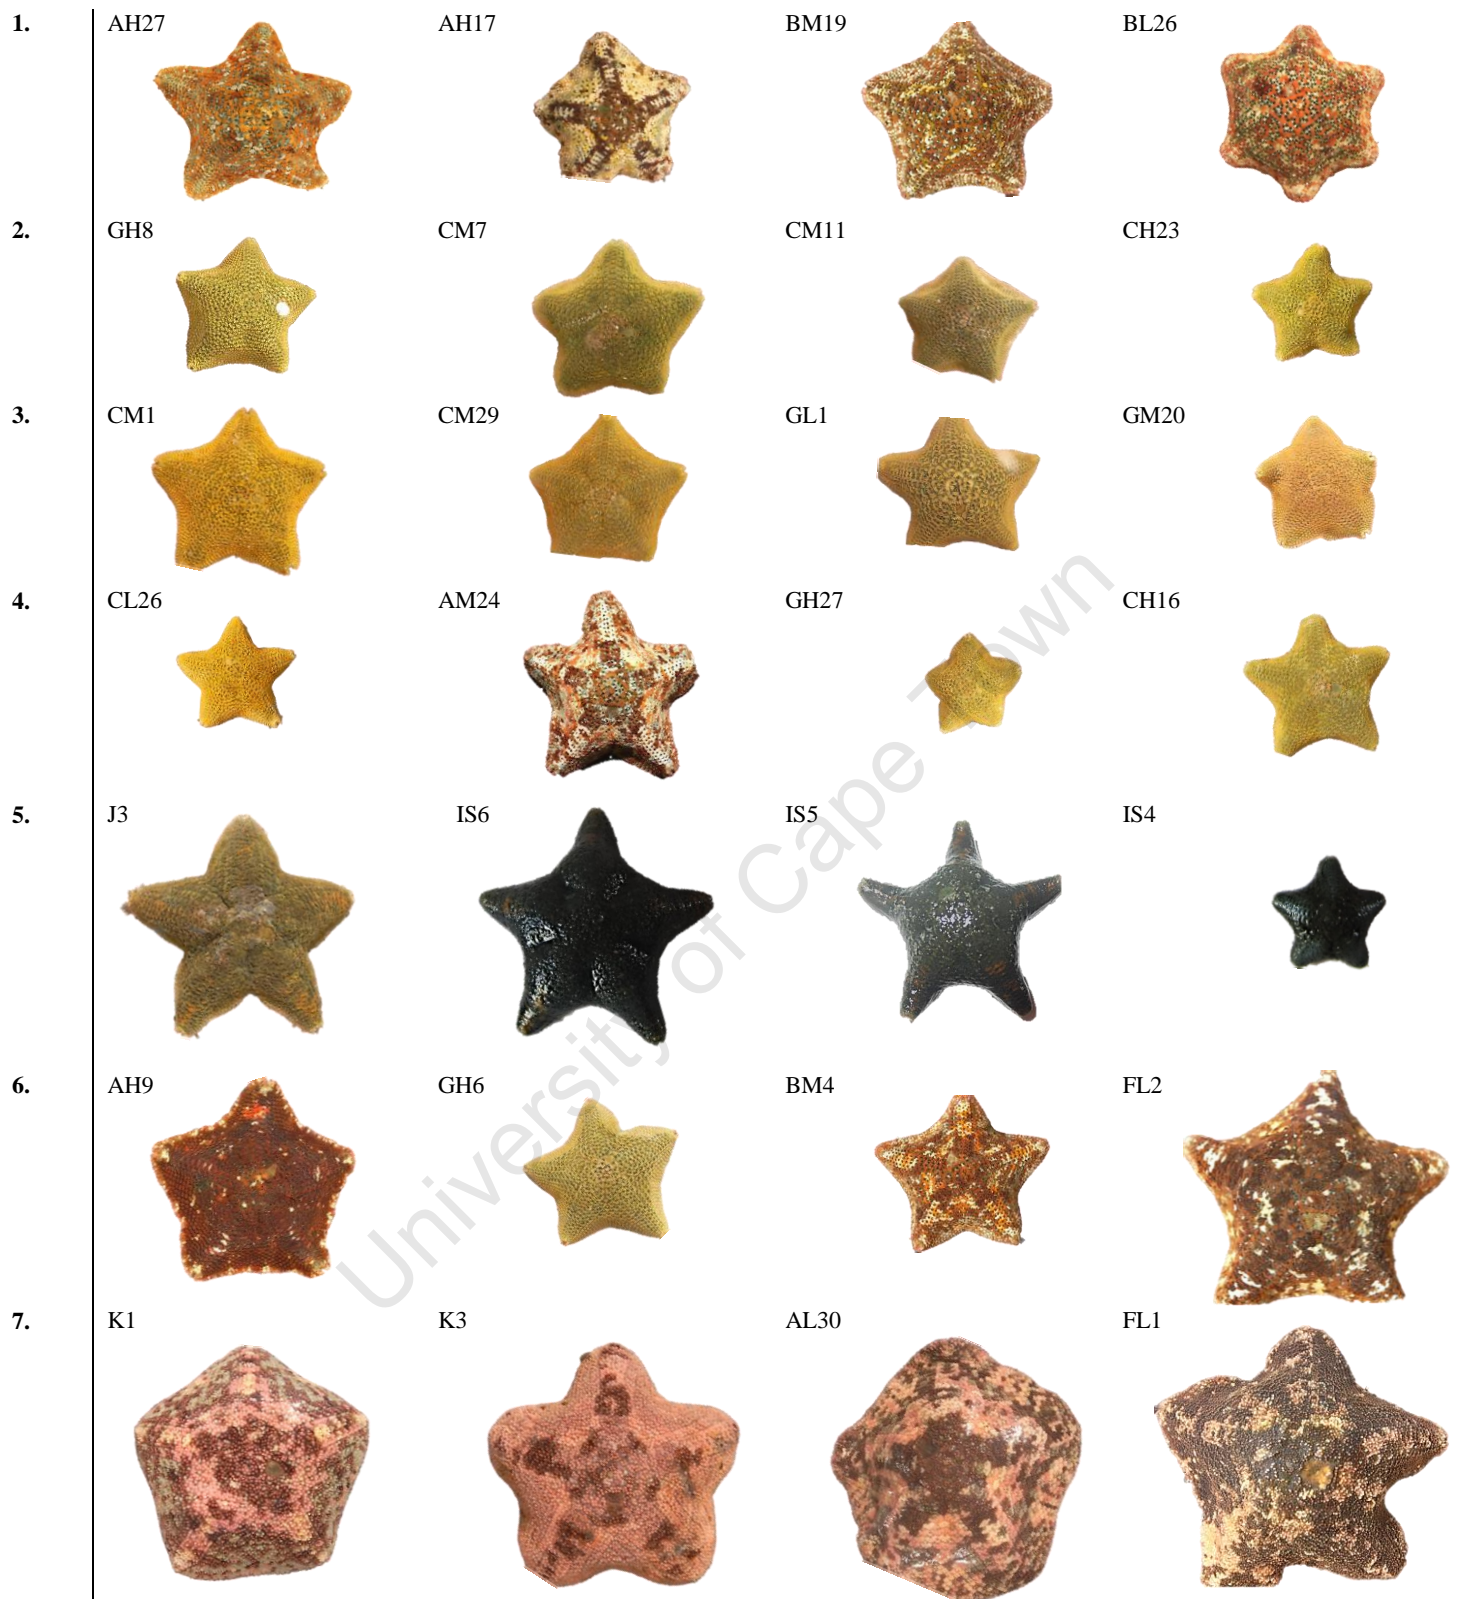 1. AH27 AH17 BM19 BL26
2. GH8 CM7 CM11 CH23
3. CM1 CM29 GL1 GM20
4. CL26 AM24 GH27 CH16
5. J3 IS6 IS5 IS4
6. AH9 GH6 BM4 FL2
7. K1 K3 AL30 FL1
University of Cape Town